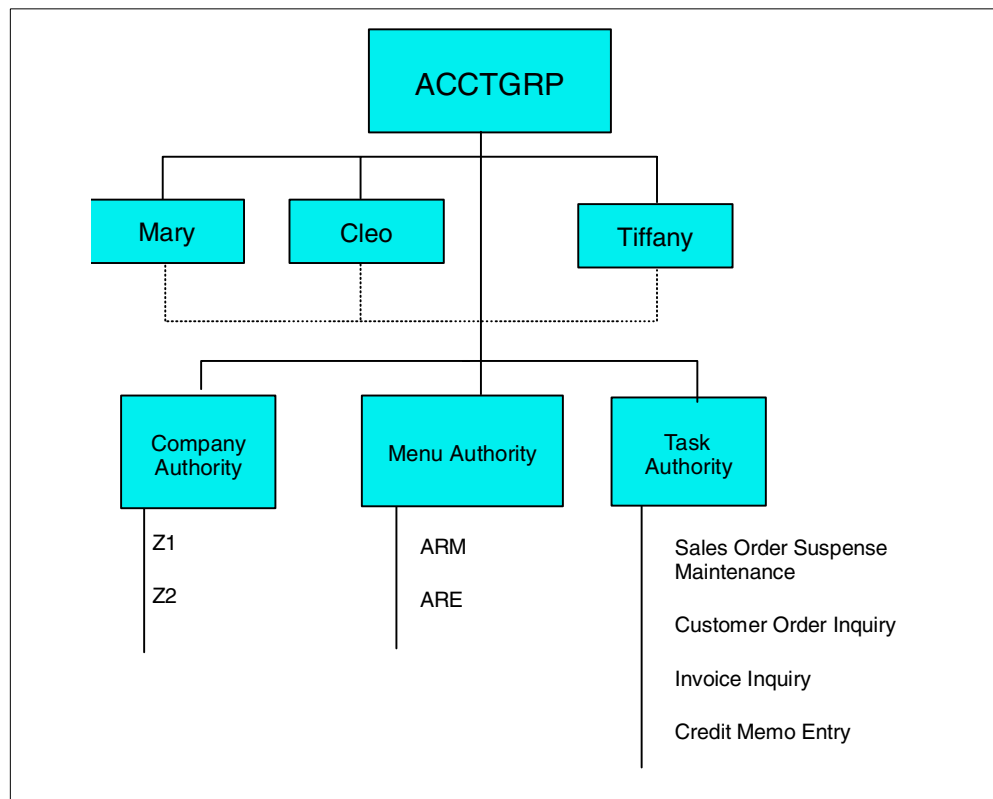 ACCTGRP
Mary
Cleo
Tiffany
Company
Authority
Menu Authority
Task
Authority
Z1
Z2
ARM
ARE
Sales Order Suspense
Maintenance
Customer Order Inquiry
Invoice Inquiry
Credit Memo Entry